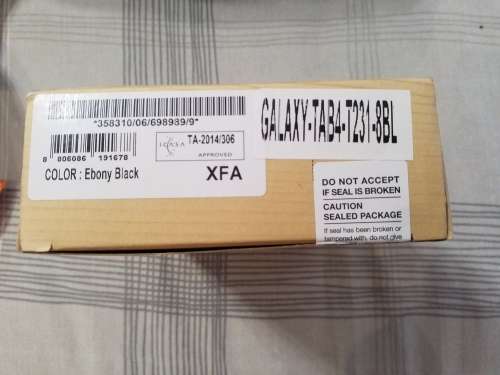 "358310/06/698989/9"
8 806086 191678
COLOR : Ebony Black
ICASA
TA-2014/306
APPROVED
XFA
GALAXY-TAB4-T231-8BL
DO NOT ACCEPT
IF SEAL IS BROKEN
CAUTION
SEALED PACKAGE
If seal has been broken or
tampered with, do not give